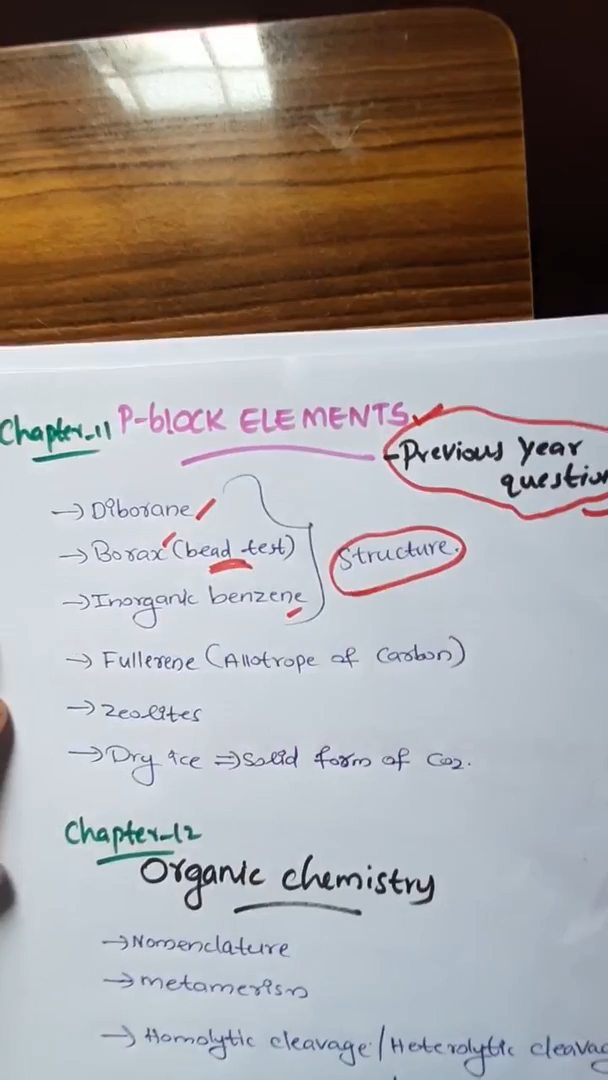 Chapter-11 P-block ELEMENTS
-Previous year
question
→Diborane
→Borax (bead test)
Structure.
→Inorganic benzene
→ Fullerene (Allotrope of Carbon)
→Zeolites
→Dry ice ⇒ Solid form of CO2.
Chapter-12
Organic chemistry
→Nomenclature
→metamerism
→ Homolytic cleavage/Heterolytic cleavag